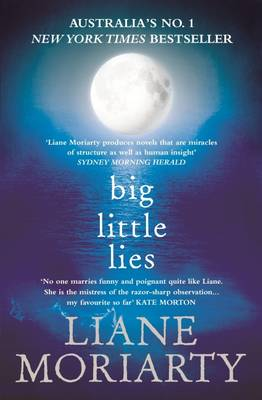 AUSTRALIA'S NO. 1
NEW YORK TIMES BESTSELLER
'Liane Moriarty produces novels that are miracles
of structure as well as human insight'
SYDNEY MORNING HERALD
big
little
lies
'No one marries funny and poignant quite like Liane.
She is the mistress of the razor-sharp observation...
my favourite so far' KATE MORTON
LIANE
MORIARTY